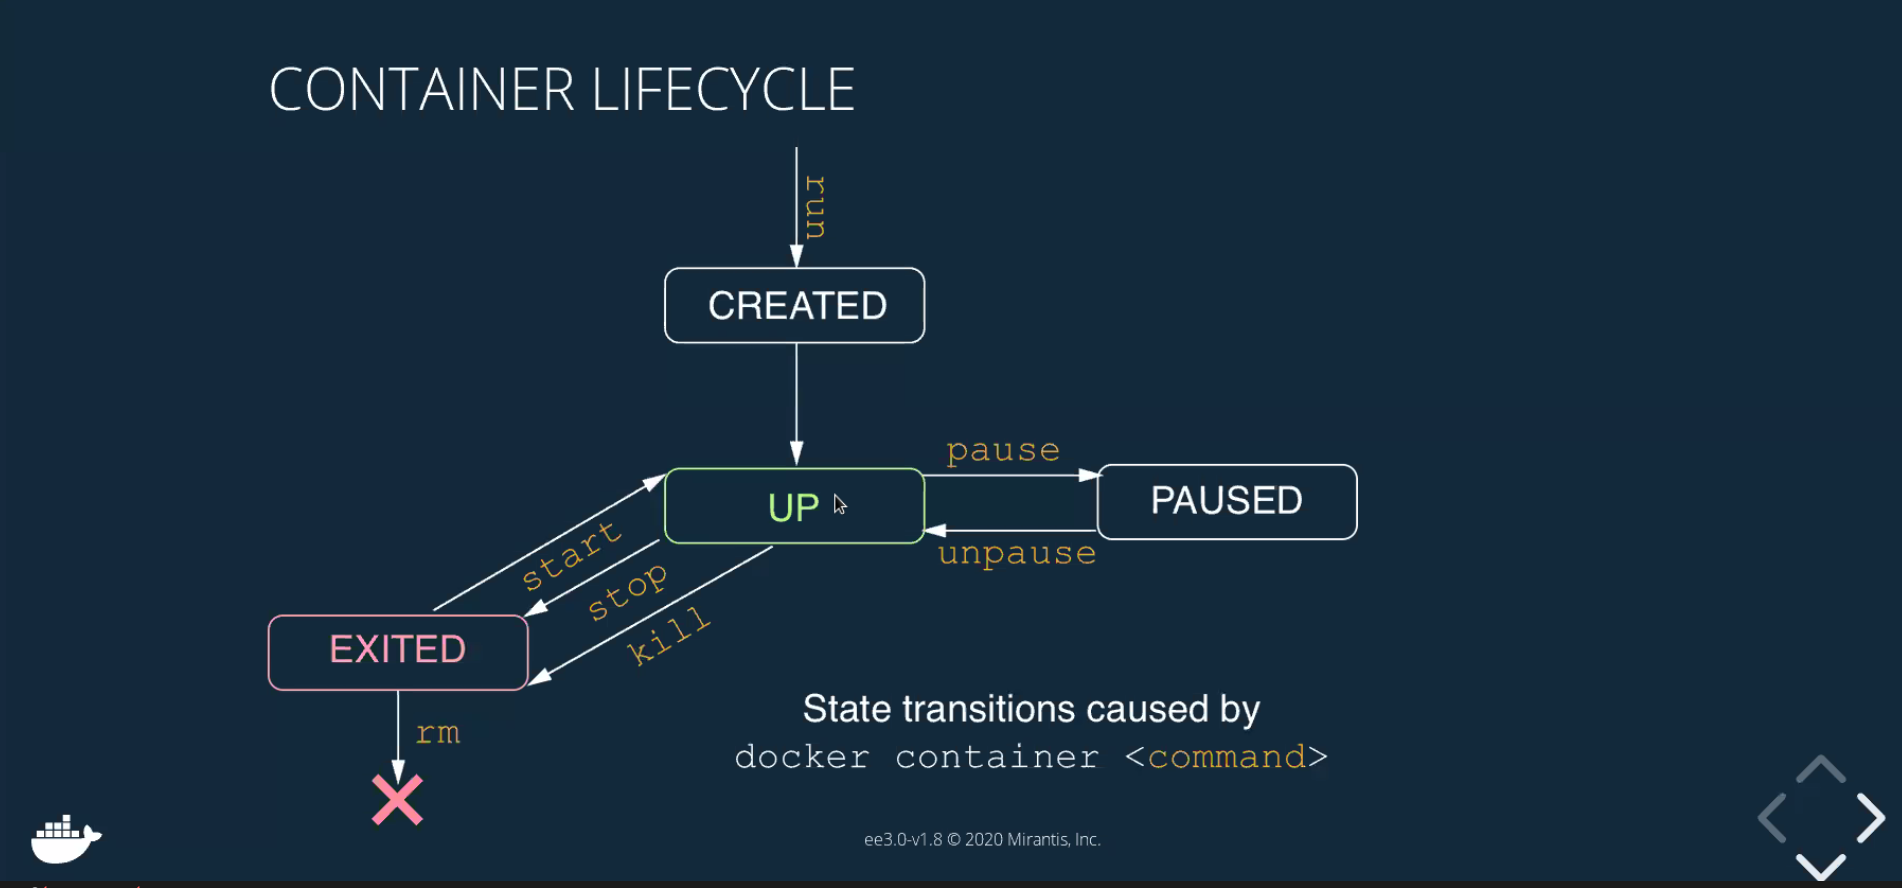 CONTAINER LIFECYCLE
run
CREATED
pause
UP
PAUSED
unpause
start
stop
kill
EXITED
rm
State transitions caused by
docker container <command>
ee3.0-v1.8 © 2020 Mirantis, Inc.